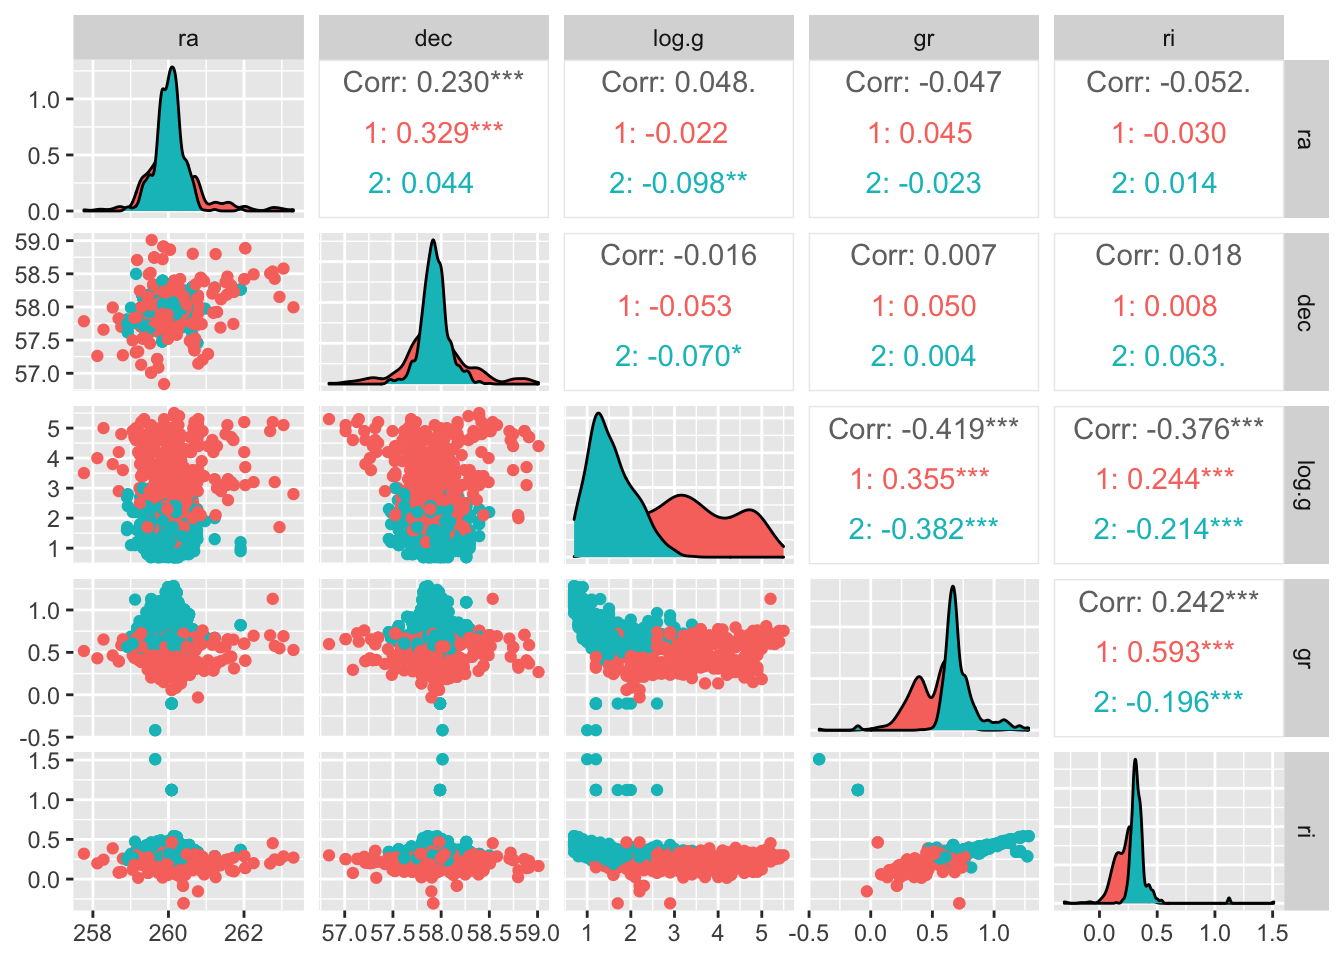 ra dec log.g gr ri
1.0
0.5
0.0
Corr: 0.230***
1: 0.329***
2: 0.044
Corr: 0.048.
1: -0.022
2: -0.098**
Corr: -0.047
1: 0.045
2: -0.023
Corr: -0.052.
1: -0.030
2: 0.014
ra
59.0
58.5
58.0
57.5
57.0
Corr: -0.016
1: -0.053
2: -0.070*
Corr: 0.007
1: 0.050
2: 0.004
Corr: 0.018
1: 0.008
2: 0.063.
dec
5
4
3
2
1
Corr: -0.419***
1: 0.355***
2: -0.382***
Corr: -0.376***
1: 0.244***
2: -0.214***
log.g
1.0
0.5
0.0
-0.5
Corr: 0.242***
1: 0.593***
2: -0.196***
gr
1.5
1.0
0.5
0.0
ri
258 260 262 57.0 57.5 58.0 58.5 59.0 1 2 3 4 5 -0.5 0.0 0.5 1.0 0.0 0.5 1.0 1.5